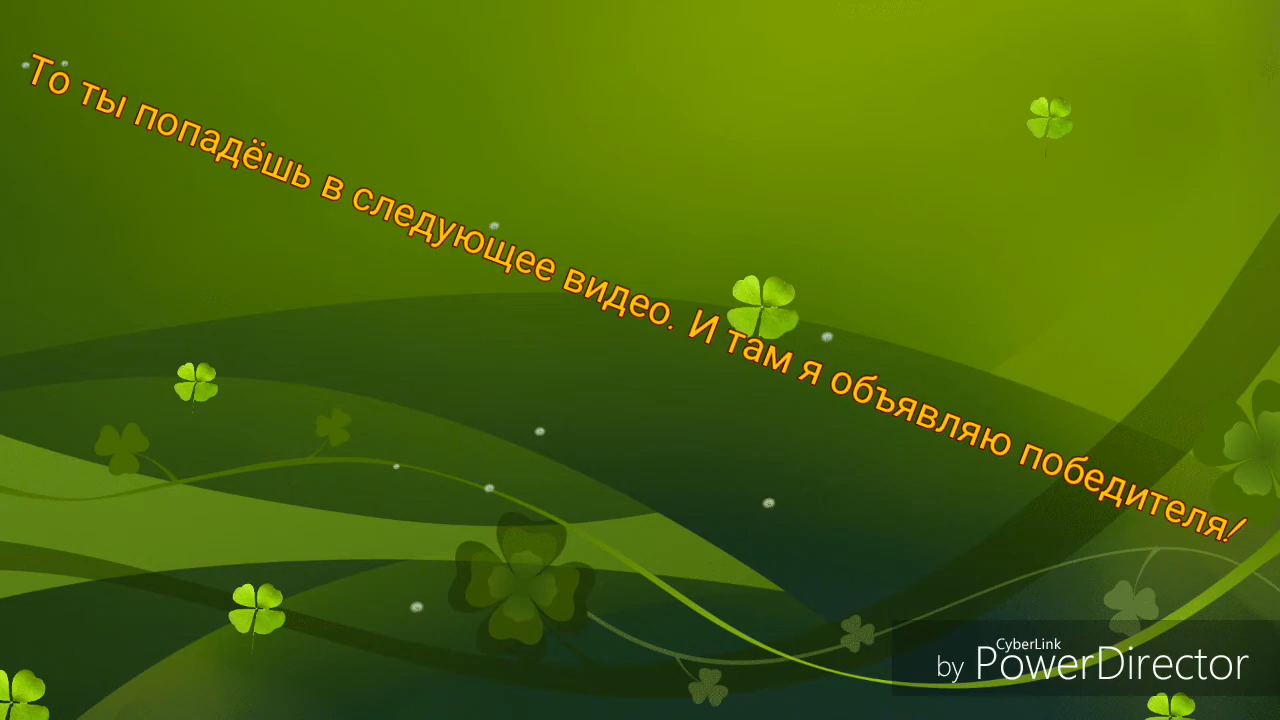 То ты попадёшь в следующее видео. И там я объявляю победителя!
CyberLink
by PowerDirector